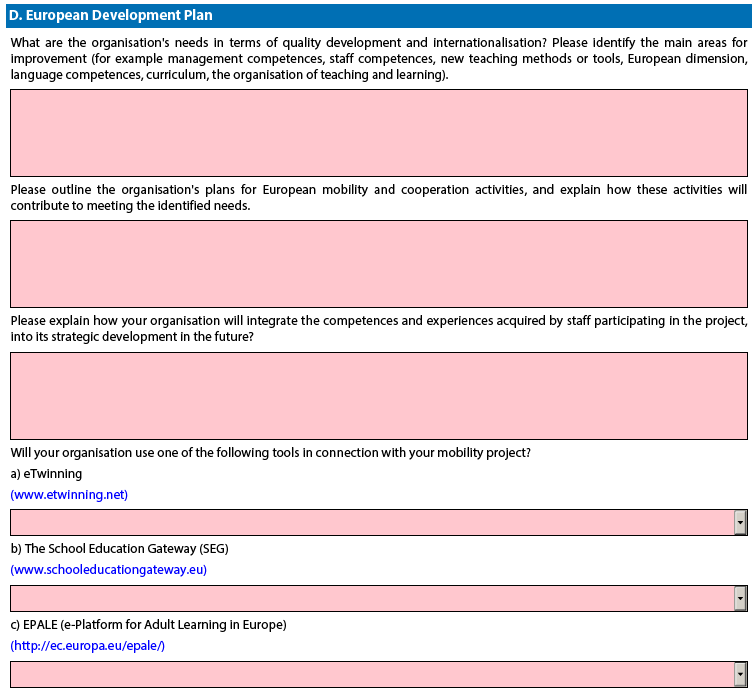 D. European Development Plan
What are the organisation's needs in terms of quality development and internationalisation? Please identify the main areas for
improvement (for example management competences, staff competences, new teaching methods or tools, European dimension,
language competences, curriculum, the organisation of teaching and learning).
Please outline the organisation's plans for European mobility and cooperation activities, and explain how these activities will
contribute to meeting the identified needs.
Please explain how your organisation will integrate the competences and experiences acquired by staff participating in the project,
into its strategic development in the future?
Will your organisation use one of the following tools in connection with your mobility project?
a) eTwinning
(www.etwinning.net)
b) The School Education Gateway (SEG)
(www.schooleducationgateway.eu)
c) EPALE (e-Platform for Adult Learning in Europe)
(http://ec.europa.eu/epale/)